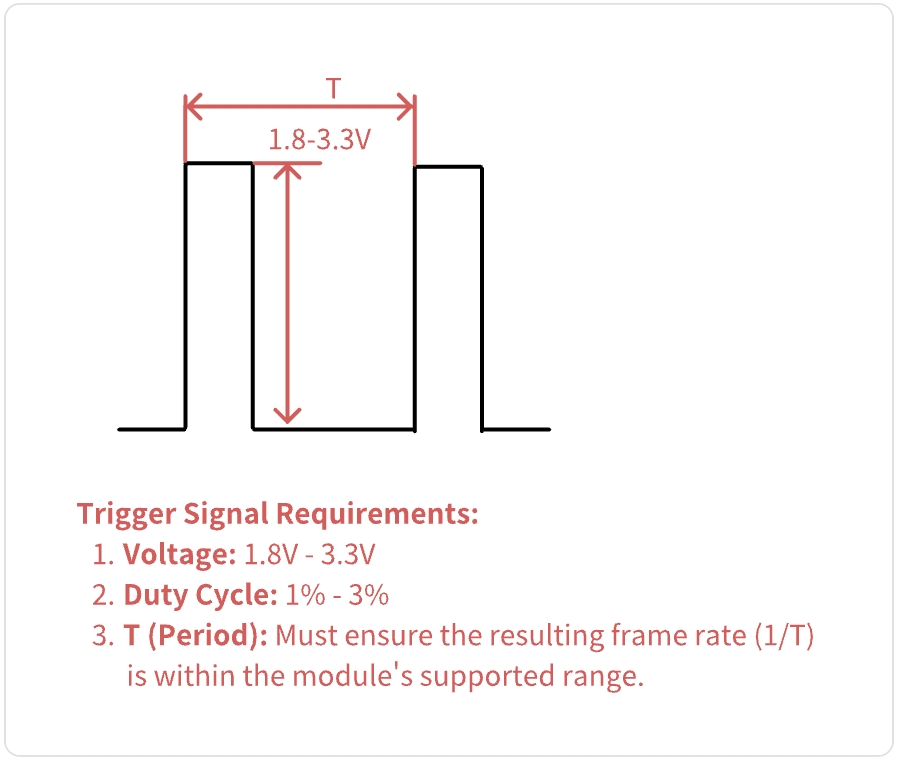 T
1.8-3.3V
Trigger Signal Requirements:
1. Voltage: 1.8V - 3.3V
2. Duty Cycle: 1% - 3%
3. T (Period): Must ensure the resulting frame rate (1/T)
is within the module's supported range.